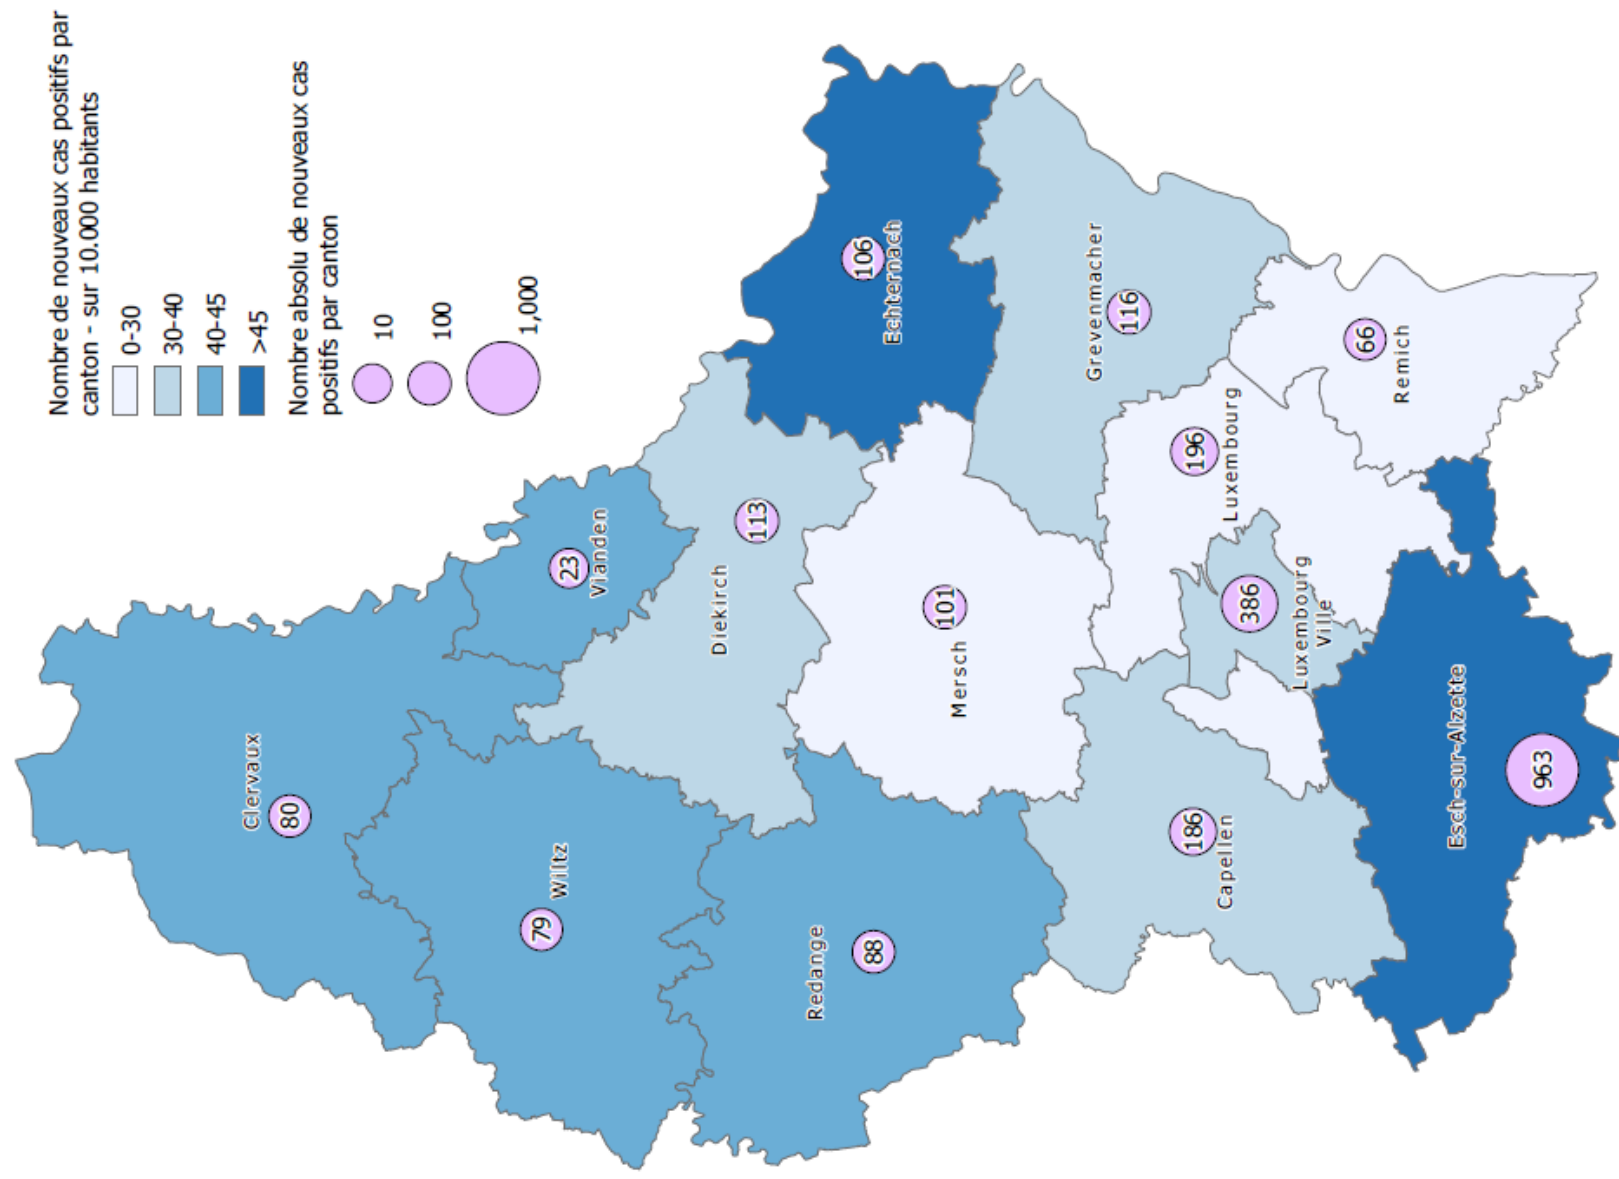 Nombre de nouveaux cas positifs par
canton - sur 10.000 habitants
0-30
30-40
40-45
>45
Nombre absolu de nouveaux cas
positifs par canton
10
100
1,000
Clervaux
80
Wiltz
79
23
Vianden
Diekirch
113
Redange
88
106
Echternach
101
Mersch
Grevenmacher
116
186
Capellen
196
Luxembourg
386
Luxembourg
Ville
66
Remich
Esch-sur-Alzette
963